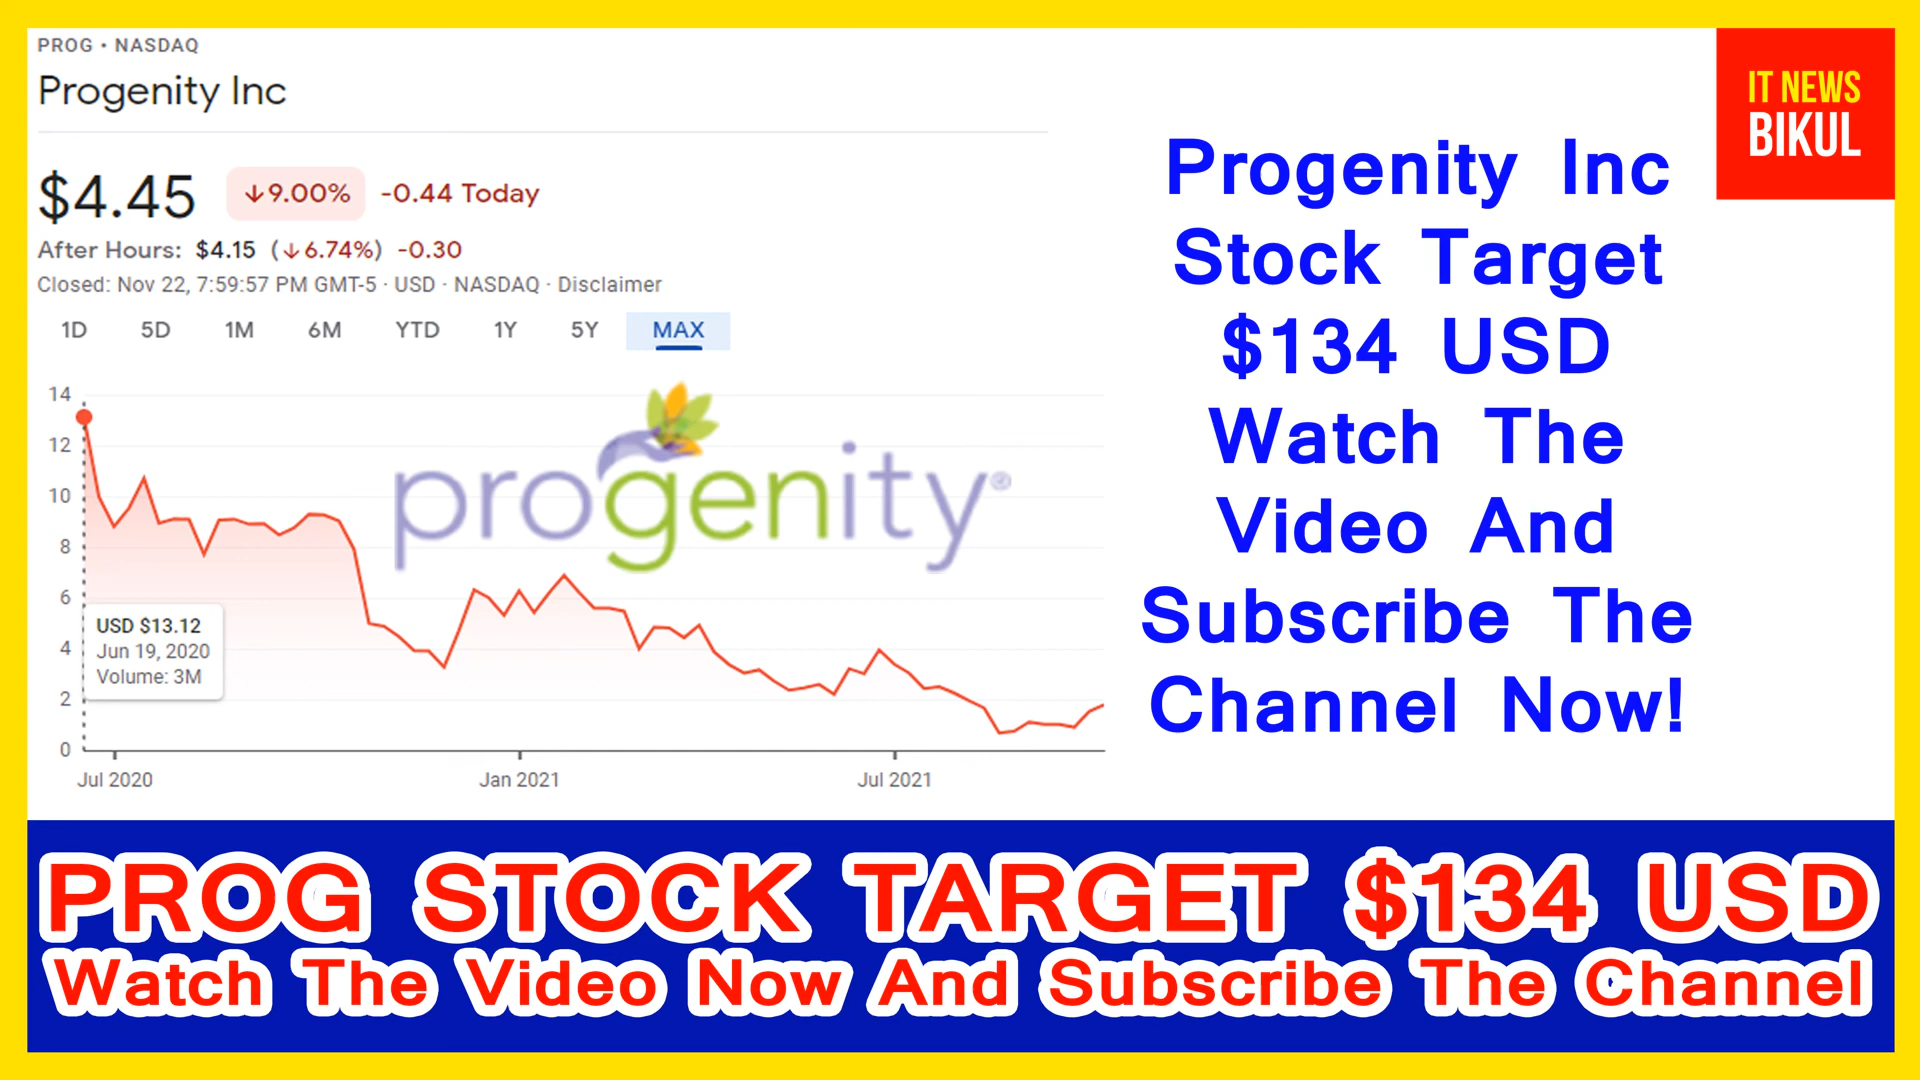 PROG • NASDAQ
Progenity Inc
$4.45 ↓9.00% -0.44 Today
After Hours: $4.15 (↓6.74%) -0.30
Closed: Nov 22, 7:59:57 PM GMT-5 · USD · NASDAQ · Disclaimer
1D 5D 1M 6M YTD 1Y 5Y MAX
14
12
10
8
6
4
2
0
USD $13.12
Jun 19, 2020
Volume: 3M
Jul 2020 Jan 2021 Jul 2021
progenity®
IT NEWS
BIKUL
Progenity Inc
Stock Target
$134 USD
Watch The
Video And
Subscribe The
Channel Now!
PROG STOCK TARGET $134 USD
Watch The Video Now And Subscribe The Channel